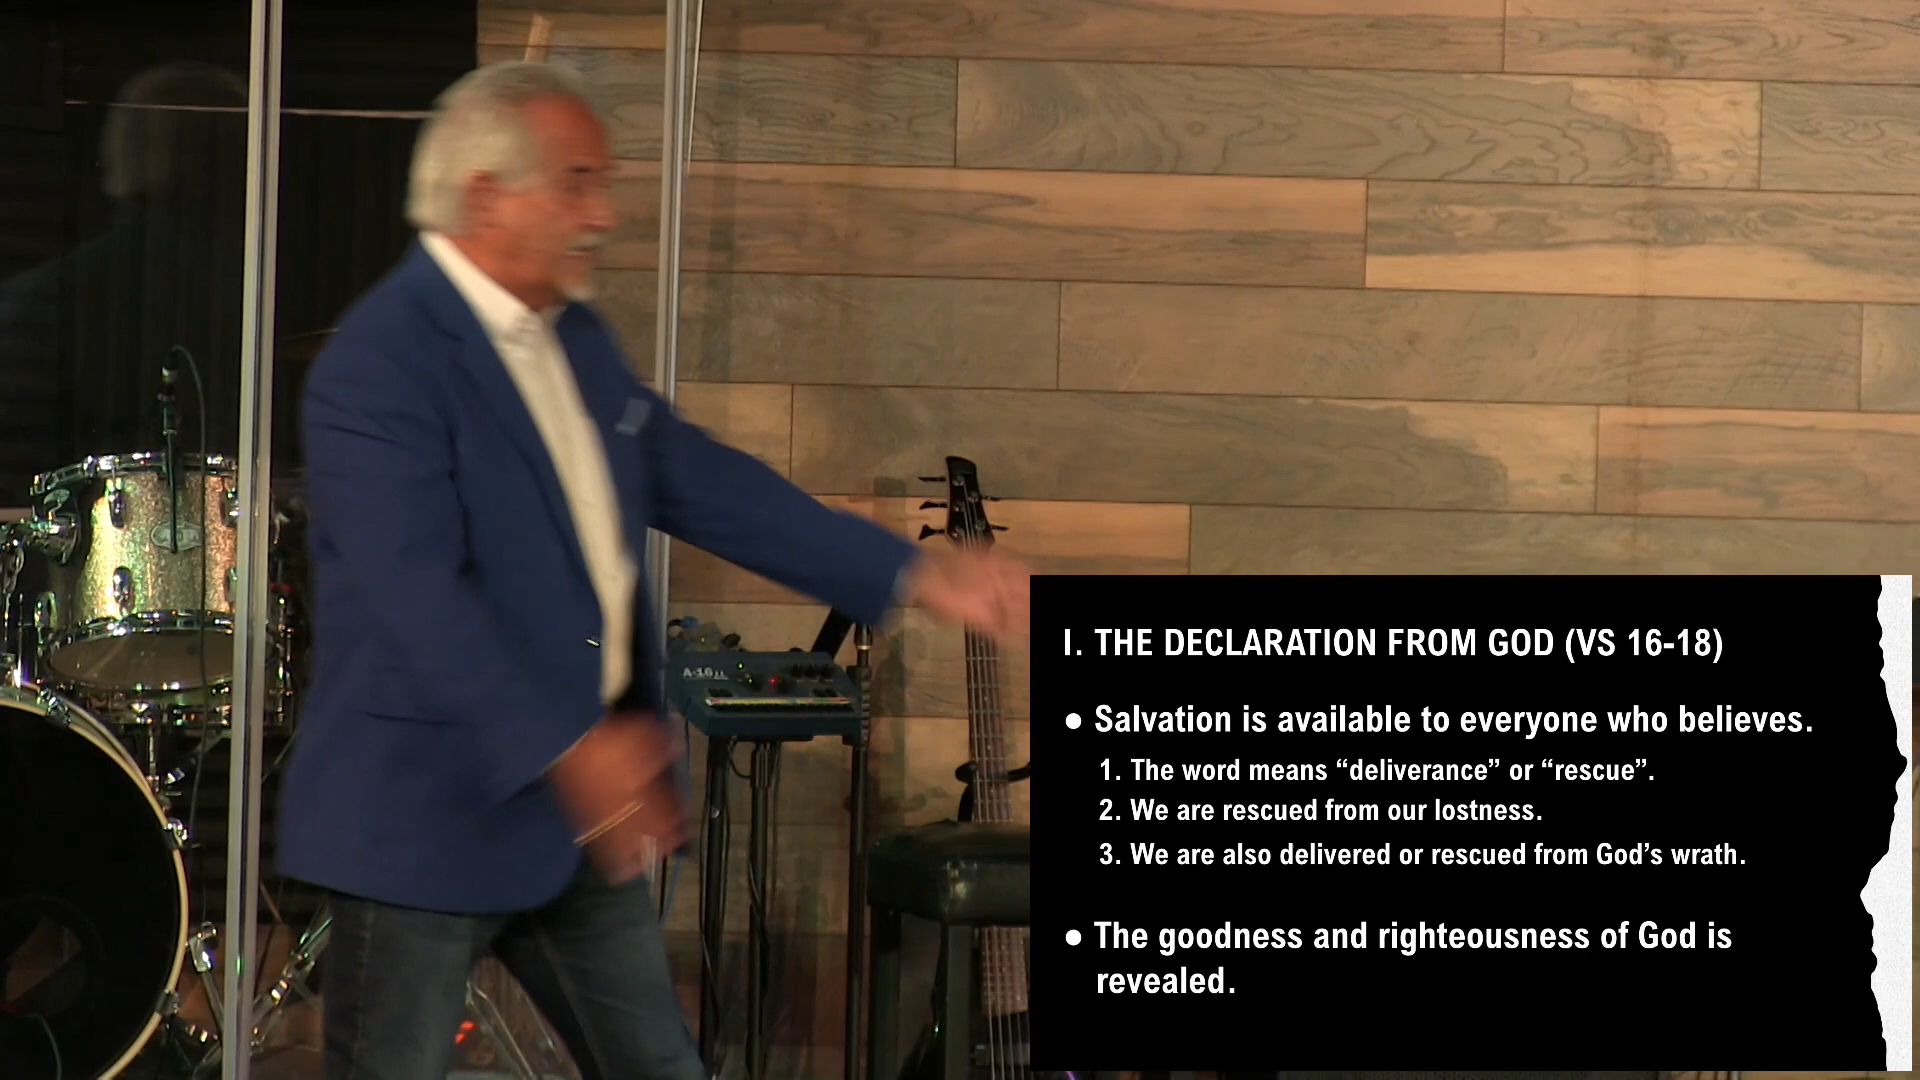 A-16 II
I. THE DECLARATION FROM GOD (VS 16-18)
● Salvation is available to everyone who believes.
1. The word means “deliverance” or “rescue”.
2. We are rescued from our lostness.
3. We are also delivered or rescued from God’s wrath.
● The goodness and righteousness of God is
revealed.